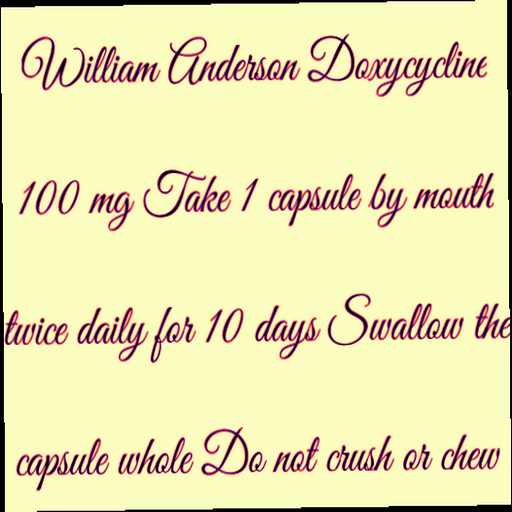 William Anderson Doxycycline
100 mg Take 1 capsule by mouth
twice daily for 10 days Swallow the
capsule whole Do not crush or chew